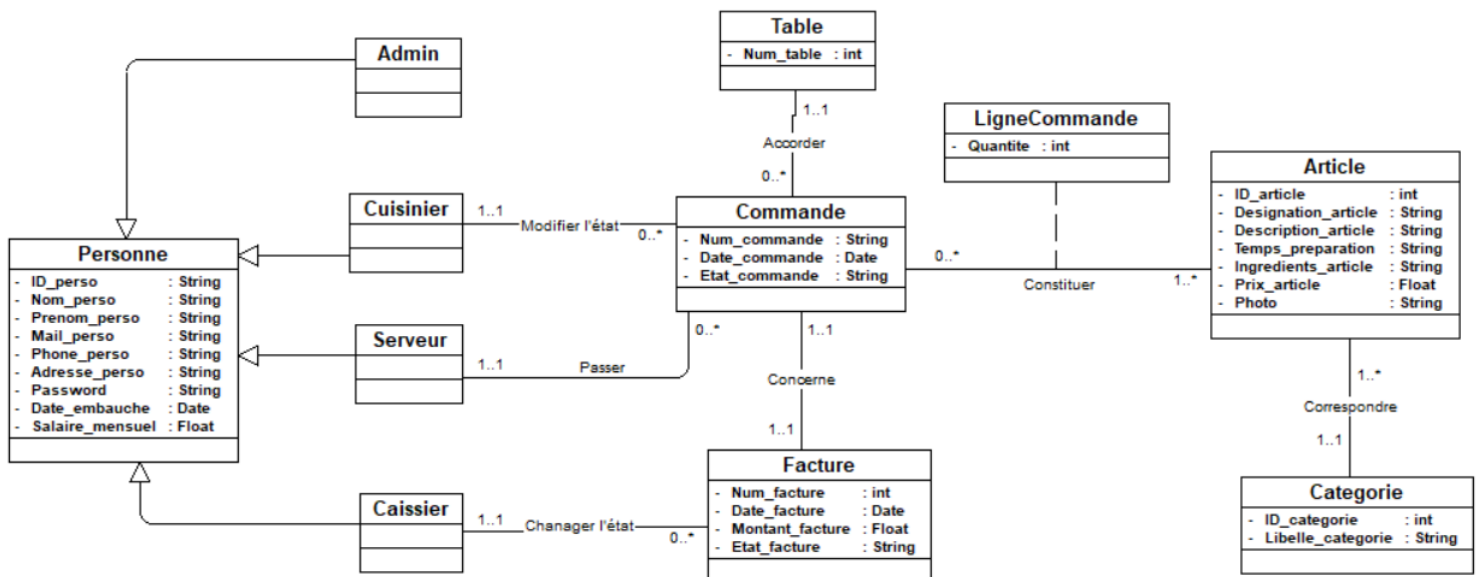 Table
- Num_table : int
Admin
1..1
Accorder
0..*
LigneCommande
- Quantite : int
Article
- ID_article : int
- Designation_article : String
- Description_article : String
- Temps_preparation : String
- Ingredients_article : String
- Prix_article : Float
- Photo : String
Cuisinier
1..1
Modifier l'état
0..*
Commande
- Num_commande : String
- Date_commande : Date
- Etat_commande : String
0..*
Constituer
1..*
Personne
- ID_perso : String
- Nom_perso : String
- Prenom_perso : String
- Mail_perso : String
- Phone_perso : String
- Adresse_perso : String
- Password : String
- Date_embauche : Date
- Salaire_mensuel : Float
Serveur
1..1
Passer
0..*
1..1
Concerne
1..1
1..*
Correspondre
1..1
Caissier
1..1
Chanager l'état
0..*
Facture
- Num_facture : int
- Date_facture : Date
- Montant_facture : Float
- Etat_facture : String
Categorie
- ID_categorie : int
- Libelle_categorie : String